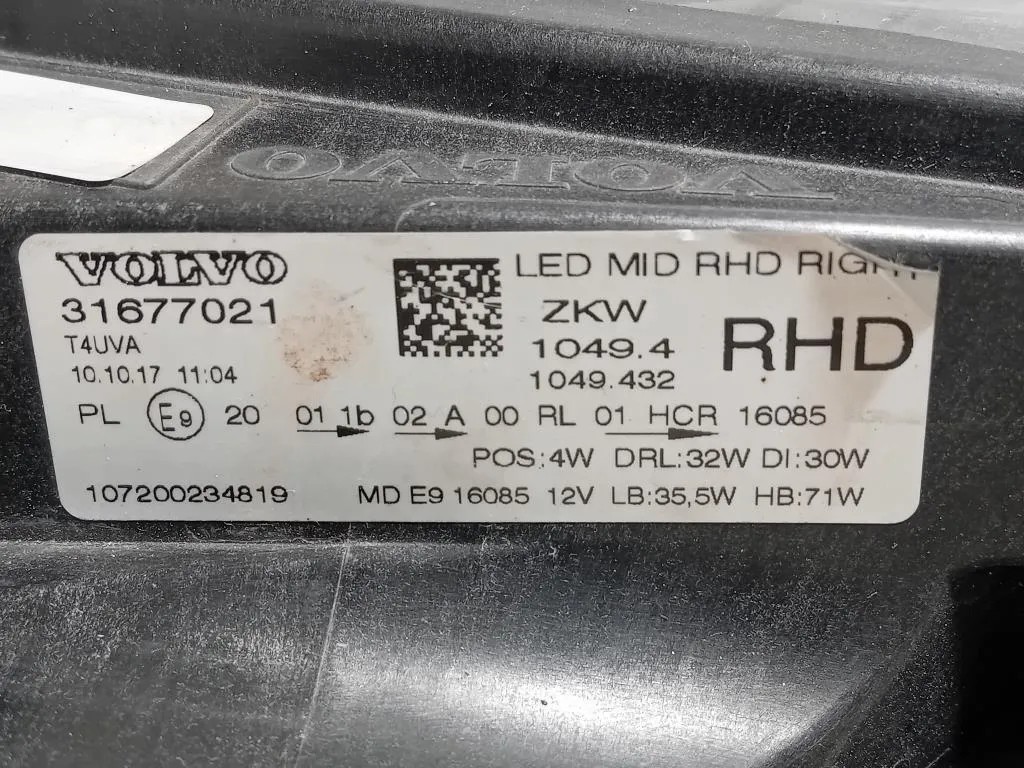 VOLVO
VOLVO
31677021
T4UVA
10.10.17 11:04
LED MID RHD RIGHT
ZKW
1049.4
1049.432
RHD
PL E9 20 01 1b 02 A 00 RL 01 HCR 16085
POS:4W DRL:32W DI:30W
107200234819 MD E9 16085 12V LB:35,5W HB:71W